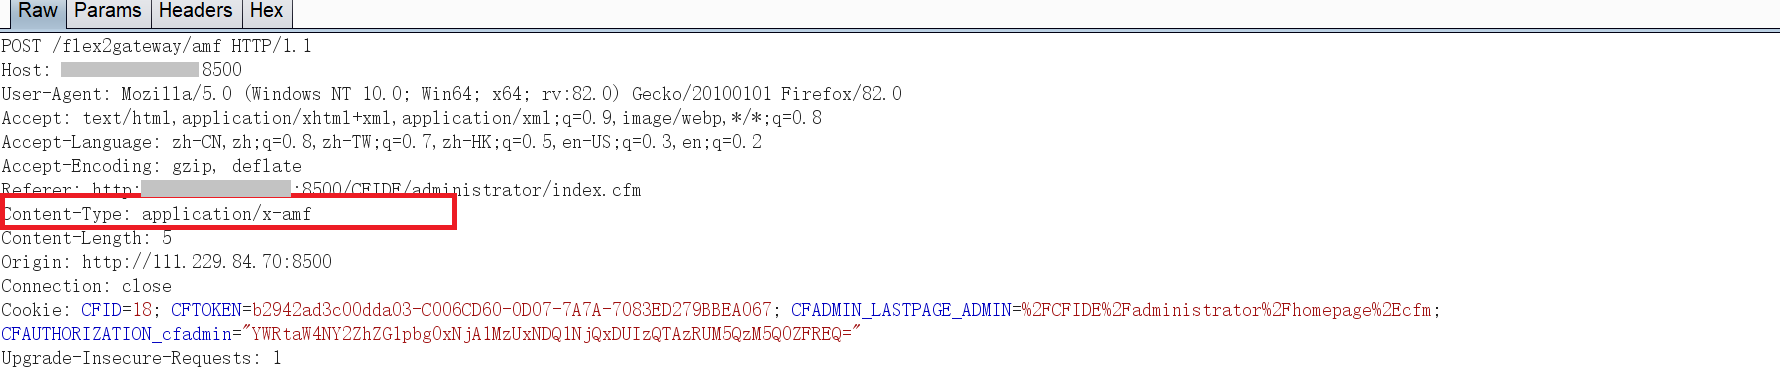 Raw Params Headers Hex
POST /flex2gateway/amf HTTP/1.1
Host: 8500
User-Agent: Mozilla/5.0 (Windows NT 10.0; Win64; x64; rv:82.0) Gecko/20100101 Firefox/82.0
Accept: text/html,application/xhtml+xml,application/xml;q=0.9,image/webp,*/*;q=0.8
Accept-Language: zh-CN,zh;q=0.8,zh-TW;q=0.7,zh-HK;q=0.5,en-US;q=0.3,en;q=0.2
Accept-Encoding: gzip, deflate
Referer: http: :8500/CFIDE/administrator/index.cfm
Content-Type: application/x-amf
Content-Length: 5
Origin: http://111.229.84.70:8500
Connection: close
Cookie: CFID=18; CFTOKEN=b2942ad3c00dda03-C006CD60-0D07-7A7A-7083ED279BBEA067; CFADMIN_LASTPAGE_ADMIN=%2FCFIDE%2Fadministrator%2Fhomepage%2Ecfm;
CFAUTHORIZATION_cfadmin="YWRtaW4NY2ZhZG1pbg0xNjA1MzUxNDQ1NjQxDUIzQTAzRUM5QzM5Q0ZFREQ="
Upgrade-Insecure-Requests: 1